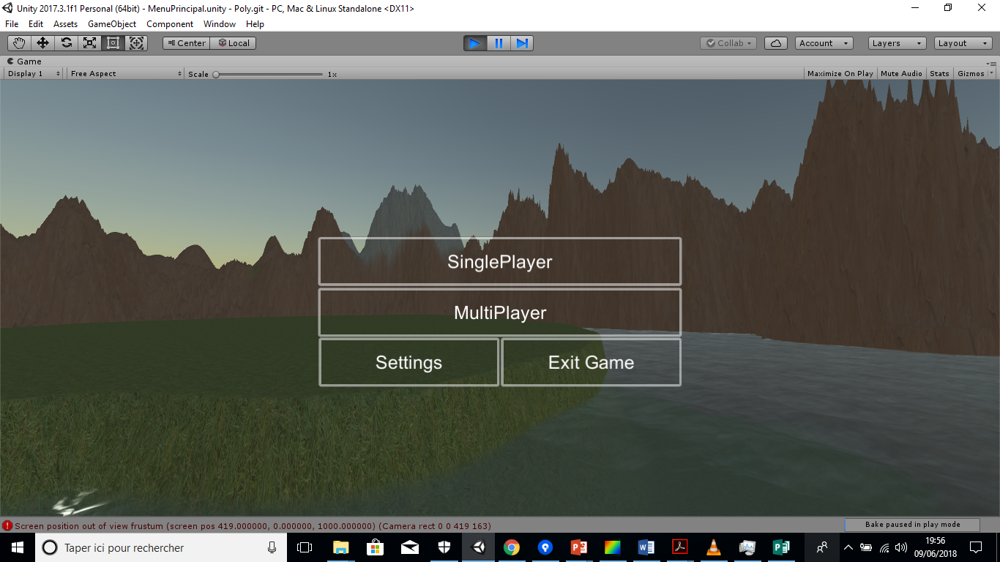 Unity 2017.3.1f1 Personal (64bit) - MenuPrincipal.unity - Poly.git - PC, Mac & Linux Standalone <DX11>
File Edit Assets GameObject Component Window Help
Center Local Collab Account Layers Layout
Game
Display 1 Free Aspect Scale 1x Maximize On Play Mute Audio Stats Gizmos
SinglePlayer
MultiPlayer
Settings Exit Game
Screen position out of view frustum (screen pos 419.000000, 0.000000, 1000.000000) (Camera rect 0 0 419 163)
Bake paused in play mode
Taper ici pour rechercher
19:56
09/06/2018